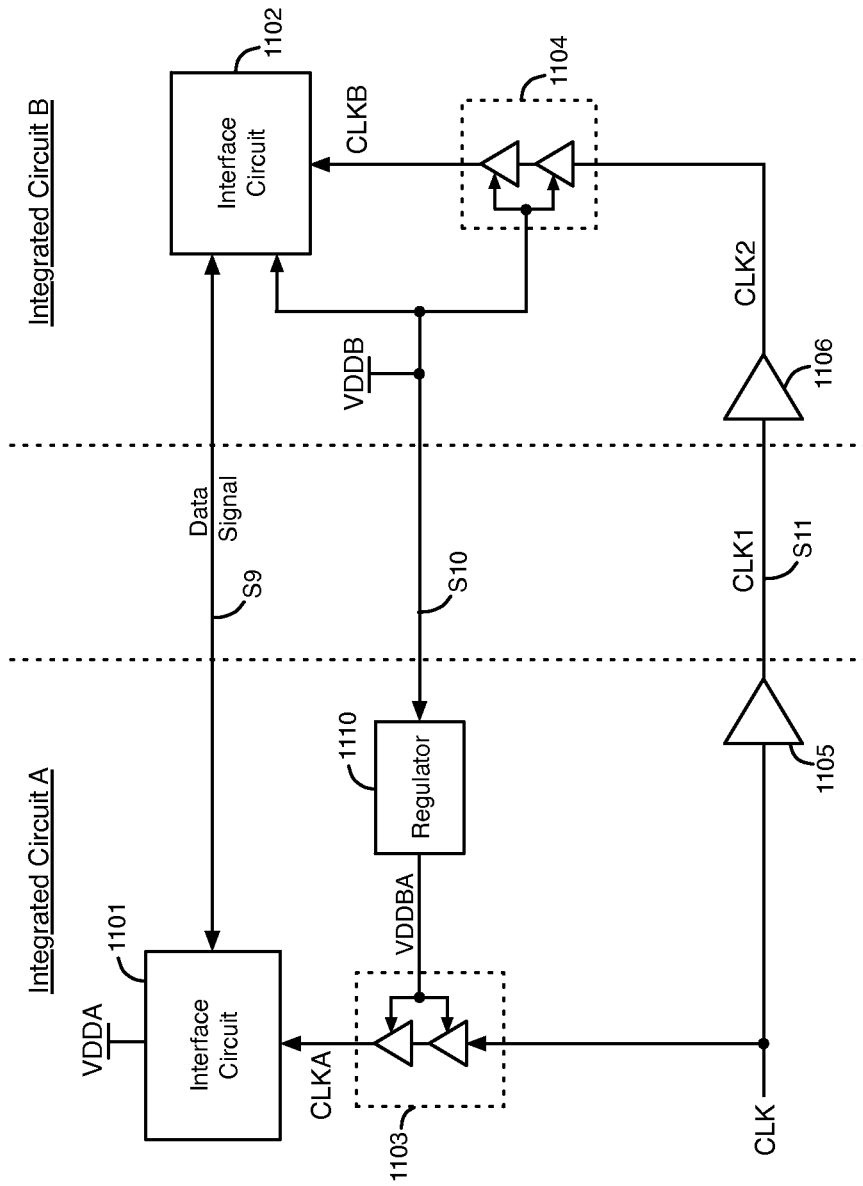 Integrated Circuit A
Integrated Circuit B
VDDA
1101
Interface
Circuit
Data
Signal
S9
Interface
Circuit
1102
CLKA
1103
VDDBA
1110
Regulator
S10
VDDB
CLKB
1104
CLK
1105
CLK1
S11
1106
CLK2